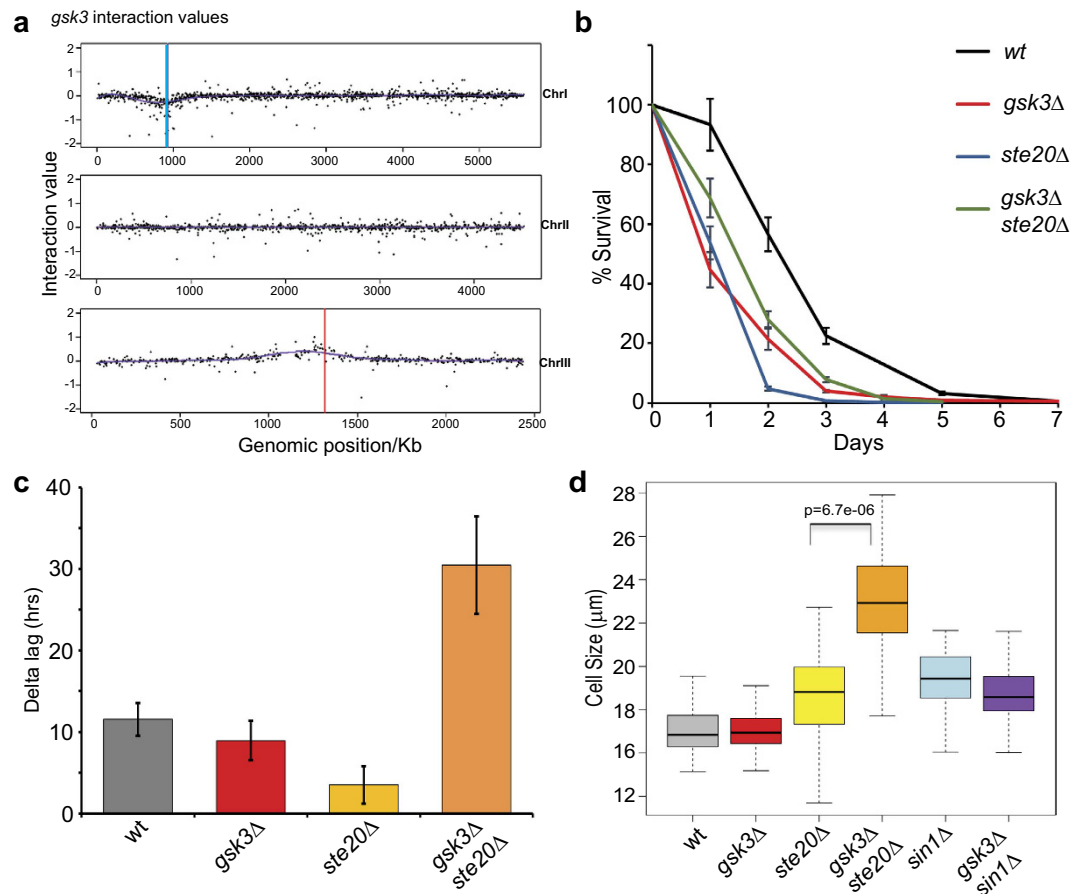 a
gsk3 interaction values
Interaction value
2
1
0
-1
-2
ChrI
0 1000 2000 3000 4000 5000
2
1
0
-1
-2
ChrII
0 1000 2000 3000 4000
2
1
0
-1
-2
ChrIII
0 500 1000 1500 2000 2500
Genomic position/Kb
b
wt
gsk3Δ
ste20Δ
gsk3Δ
ste20Δ
% Survival
100
80
60
40
20
0
0 1 2 3 4 5 6 7
Days
c
Delta lag (hrs)
40
30
20
10
0
wt
gsk3Δ
ste20Δ
gsk3Δ
ste20Δ
d
Cell Size (μm)
28
26
24
22
20
18
16
14
12
p=6.7e-06
wt
gsk3Δ
ste20Δ
gsk3Δ
ste20Δ
sin1Δ
gsk3Δ
sin1Δ